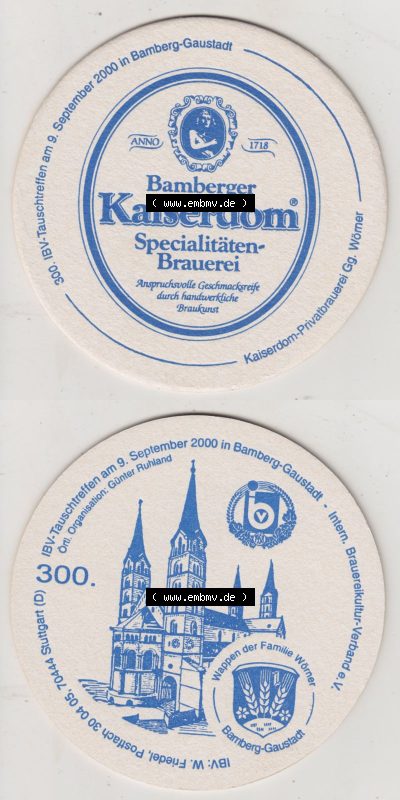 300. IBV-Tauschtreffen am 9. September 2000 in Bamberg-Gaustadt
ANNO 1718
Bamberger
( www.embmv.de )
Kaiserdom®
Specialitäten-
Brauerei
Anspruchsvolle Geschmacksreife
durch handwerkliche
Braukunst
Kaiserdom-Privatbrauerei Gg. Wörner
IBV-Tauschtreffen am 9. September 2000 in Bamberg-Gaustadt - Intern. Brauereikultur-Verband e.V.
Örtl. Organisation: Günter Ruhland
300.
ibv
( www.embmv.de )
Wappen der Familie Wörner
Bamberg-Gaustadt
IBV: W. Friedel, Postfach 30 04 05, 70444 Stuttgart (D)